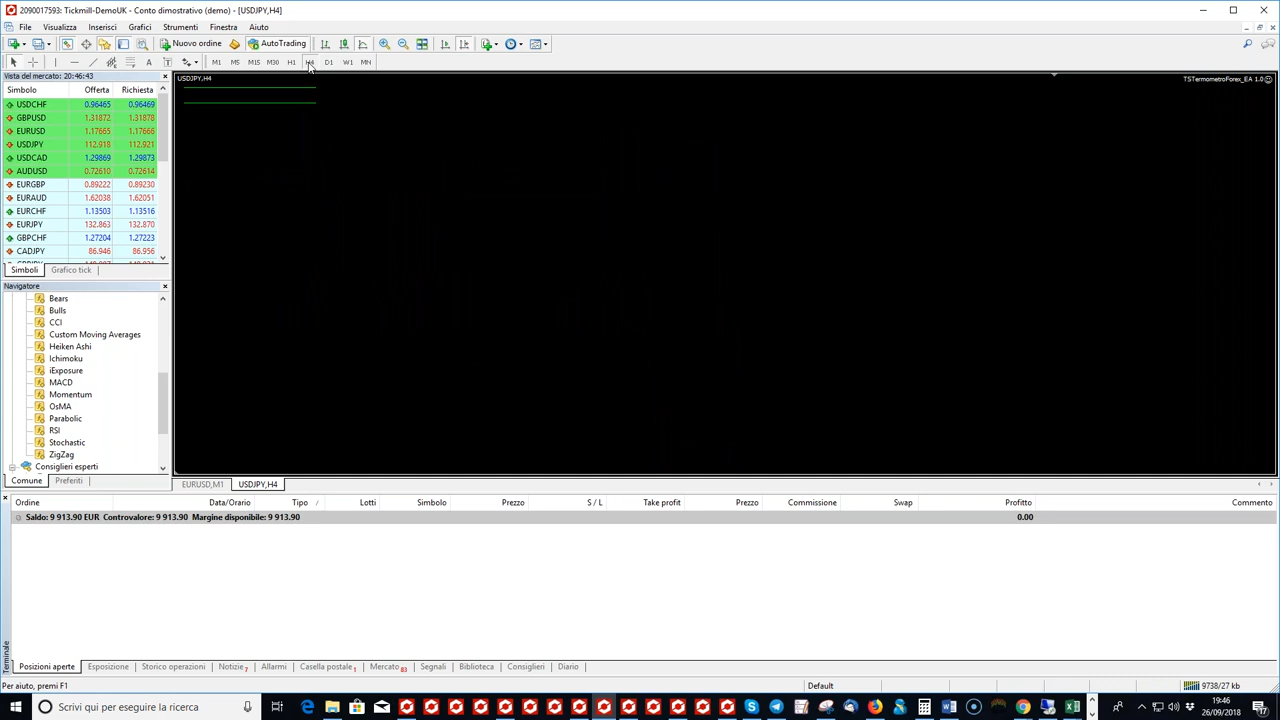 2090017593: Tickmill-DemoUK - Conto dimostrativo (demo) - [USDJPY,H4]
File Visualizza Inserisci Grafici Strumenti Finestra Aiuto
Nuovo ordine AutoTrading
A T M1 M5 M15 M30 H1 H4 D1 W1 MN
Vista del mercato: 20:46:43
Simbolo Offerta Richiesta
USDCHF 0.96465 0.96469
GBPUSD 1.31872 1.31878
EURUSD 1.17665 1.17666
USDJPY 112.918 112.921
USDCAD 1.29869 1.29873
AUDUSD 0.72610 0.72614
EURGBP 0.89222 0.89230
EURAUD 1.62038 1.62051
EURCHF 1.13503 1.13516
EURJPY 132.863 132.870
GBPCHF 1.27204 1.27223
CADJPY 86.946 86.956
Simboli Grafico tick
Navigatore
Bears
Bulls
CCI
Custom Moving Averages
Heiken Ashi
Ichimoku
iExposure
MACD
Momentum
OsMA
Parabolic
RSI
Stochastic
ZigZag
Consiglieri esperti
Comune Preferiti
USDJPY,H4
TSTermometroForex_EA 1.0
EURUSD,M1 USDJPY,H4
Ordine Data/Orario Tipo / Lotti Simbolo Prezzo S / L Take profit Prezzo Commissione Swap Profitto Commento
Saldo: 9 913.90 EUR Controvalore: 9 913.90 Margine disponibile: 9 913.90 0.00
Terminale
Posizioni aperte Esposizione Storico operazioni Notizie 7 Allarmi Casella postale 1 Mercato 83 Segnali Biblioteca Consiglieri Diario
Per aiuto, premi F1 Default 9738/27 kb
Scrivi qui per eseguire la ricerca
19:46
26/09/2018
17